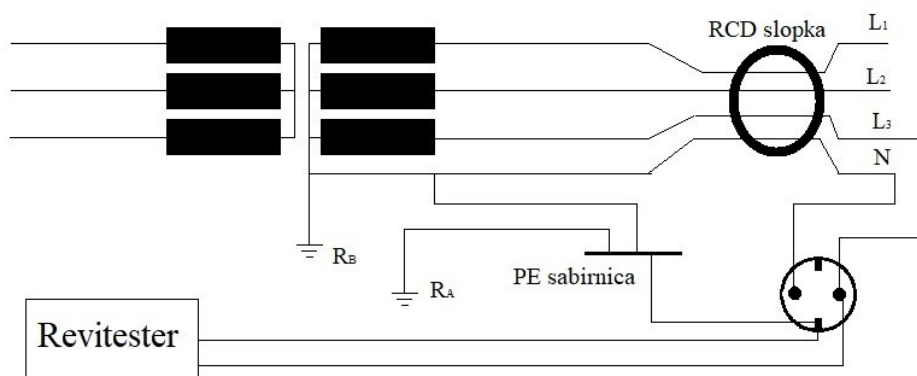 RCD slopka
L1
L2
L3
N
RB
RA
PE sabirnica
Revitester